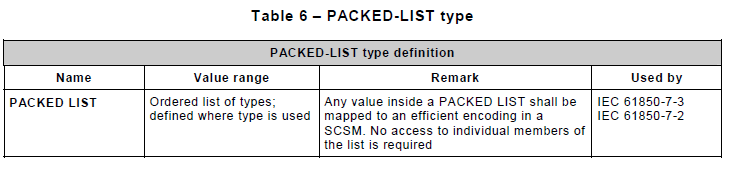 Table 6 – PACKED-LIST type
PACKED-LIST type definition
Name Value range Remark Used by
PACKED LIST Ordered list of types; Any value inside a PACKED LIST shall be IEC 61850-7-3
defined where type is used mapped to an efficient encoding in a IEC 61850-7-2
SCSM. No access to individual members of
the list is required